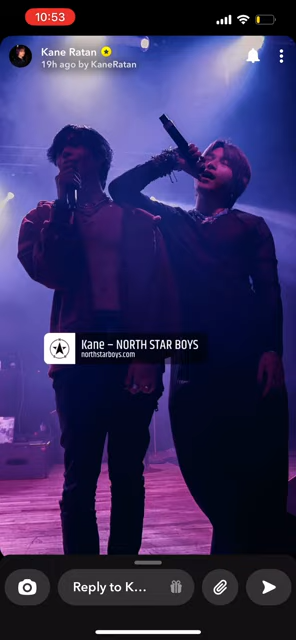 10:53
Kane Ratan
19h ago by KaneRatan
Kane – NORTH STAR BOYS
northstarboys.com
Reply to K...